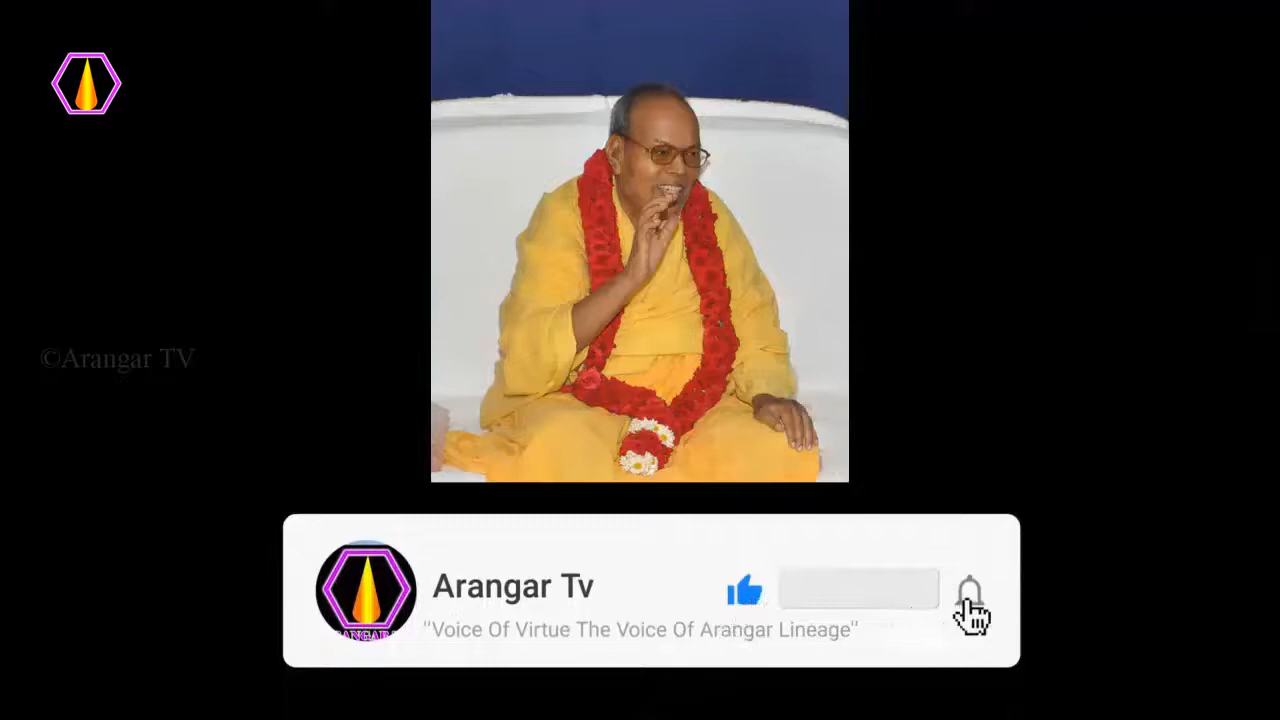 ©Arangar TV
Arangar Tv
"Voice Of Virtue The Voice Of Arangar Lineage"